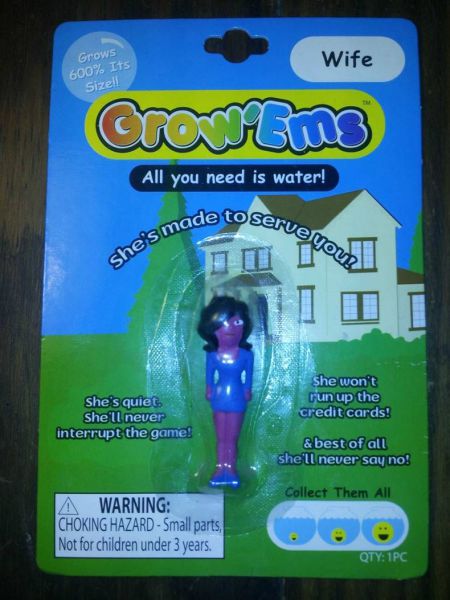 Grows
600% Its
Size!!
Wife
Grow'Ems™
All you need is water!
She's made to serve you!
She's quiet.
She'll never
interrupt the game!
She won't
run up the
credit cards!
& best of all
she'll never say no!
Collect Them All
WARNING:
CHOKING HAZARD - Small parts,
Not for children under 3 years.
QTY: 1PC